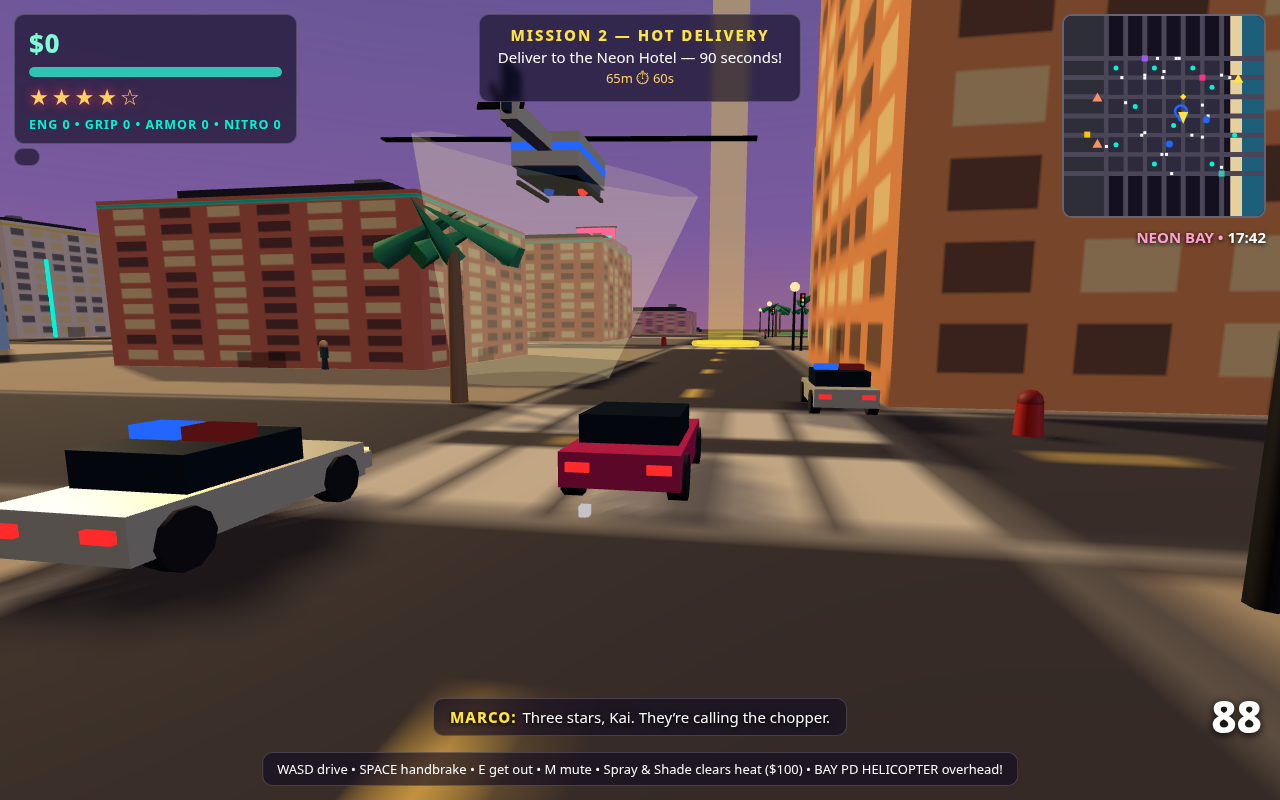 $0
★★★★☆
ENG 0 • GRIP 0 • ARMOR 0 • NITRO 0
MISSION 2 — HOT DELIVERY
Deliver to the Neon Hotel — 90 seconds!
65m ⏱ 60s
NEON BAY • 17:42
MARCO: Three stars, Kai. They’re calling the chopper.
88
WASD drive • SPACE handbrake • E get out • M mute • Spray & Shade clears heat ($100) • BAY PD HELICOPTER overhead!